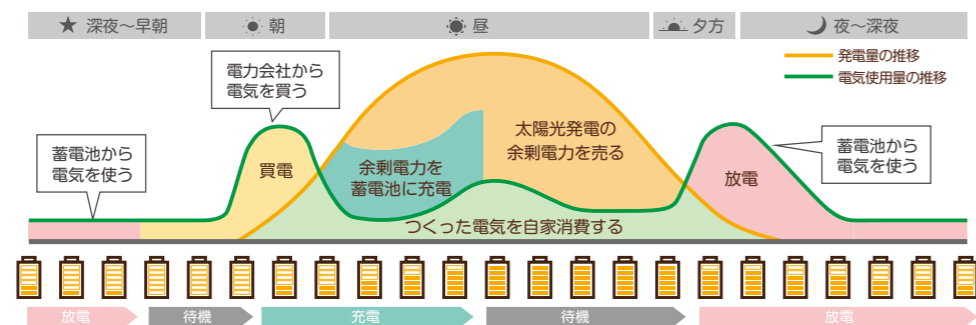 ★ 深夜〜早朝
朝
昼
夕方
夜〜深夜
発電量の推移
電気使用量の推移
電力会社から
電気を買う
蓄電池から
電気を使う
買電
余剰電力を
蓄電池に充電
太陽光発電の
余剰電力を売る
放電
蓄電池から
電気を使う
つくった電気を自家消費する
放電
待機
充電
待機
放電